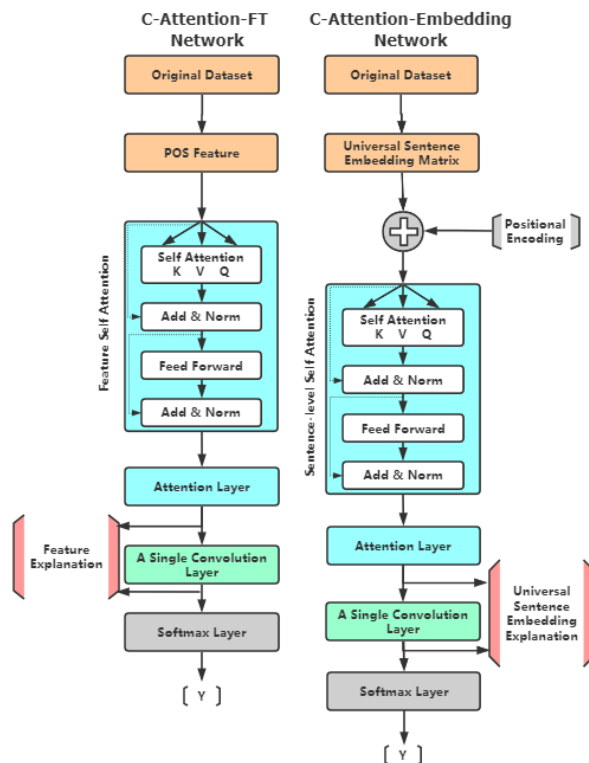 C-Attention-FT
Network
Original Dataset
POS Feature
Feature Self Attention
Self Attention
K V Q
Add & Norm
Feed Forward
Add & Norm
Attention Layer
Feature
Explanation
A Single Convolution
Layer
Softmax Layer
[ Y ]
C-Attention-Embedding
Network
Original Dataset
Universal Sentence
Embedding Matrix
Positional
Encoding
Sentence-level Self Attention
Self Attention
K V Q
Add & Norm
Feed Forward
Add & Norm
Attention Layer
Universal
Sentence
Embedding
Explanation
A Single Convolution
Layer
Softmax Layer
[ Y ]